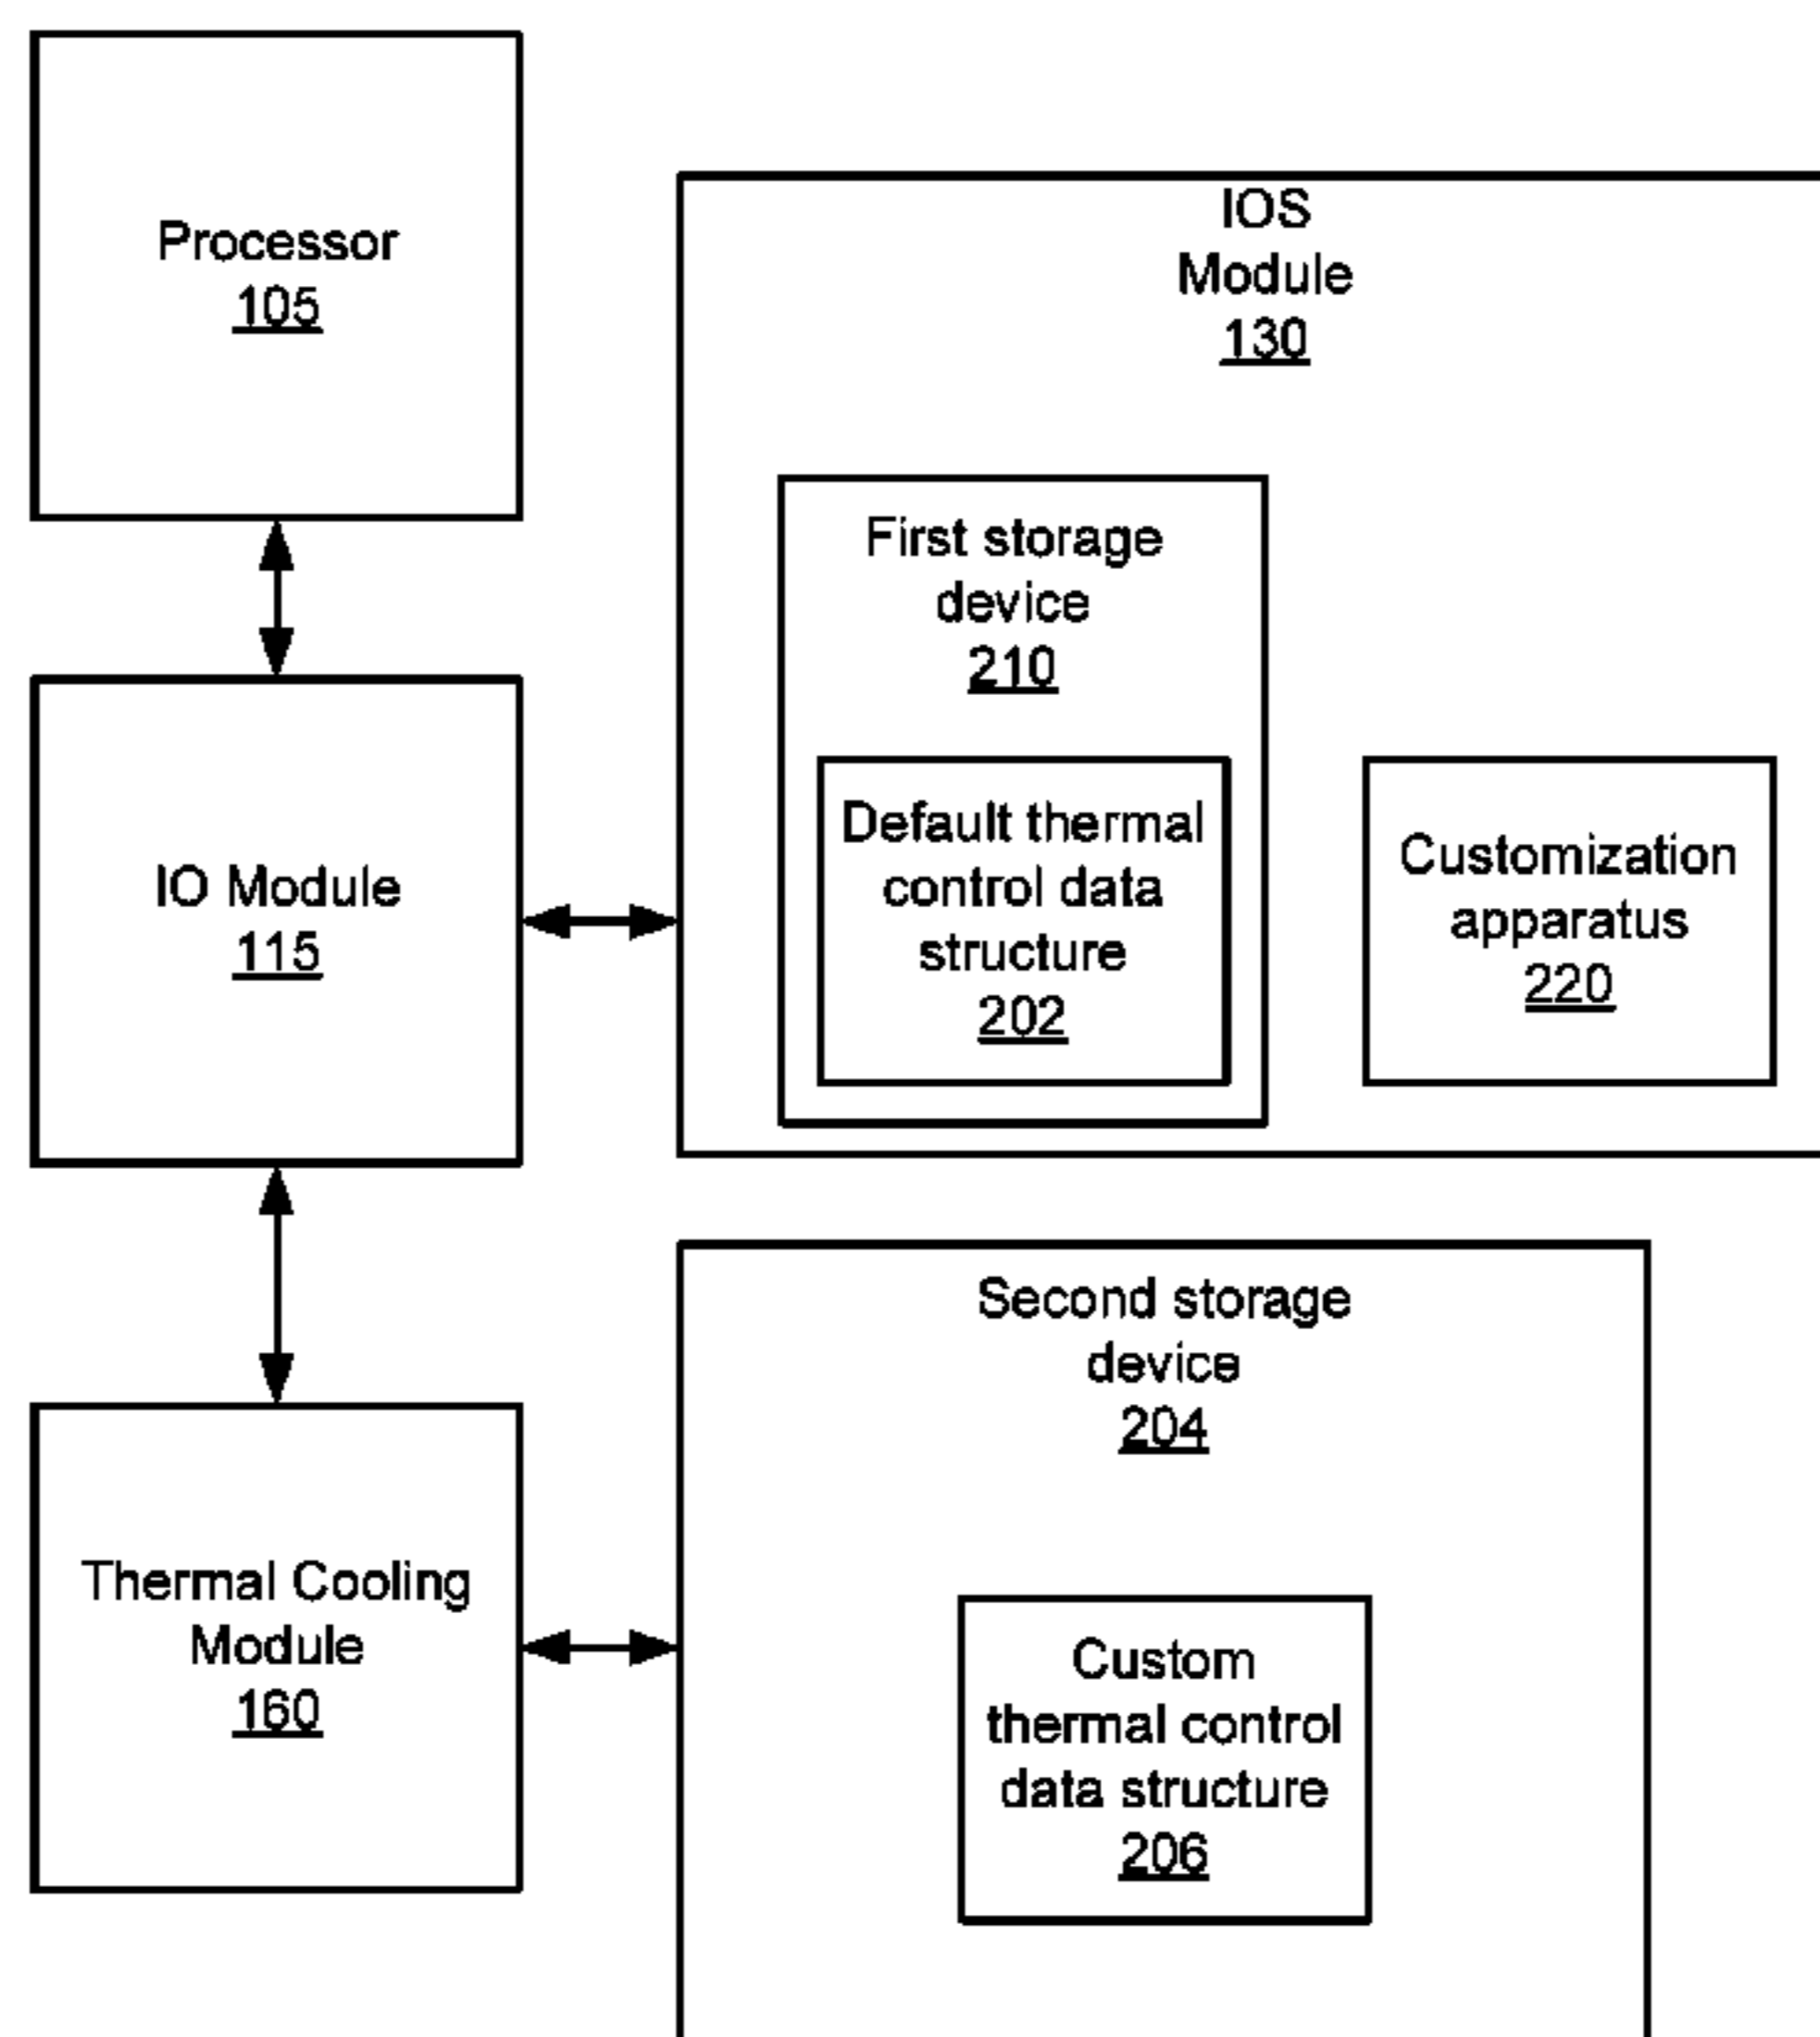 Processor
105
IOS
Module
130
First storage
device
210
Default thermal
control data
structure
202
Customization
apparatus
220
IO Module
115
Second storage
device
204
Custom
thermal control
data structure
206
Thermal Cooling
Module
160